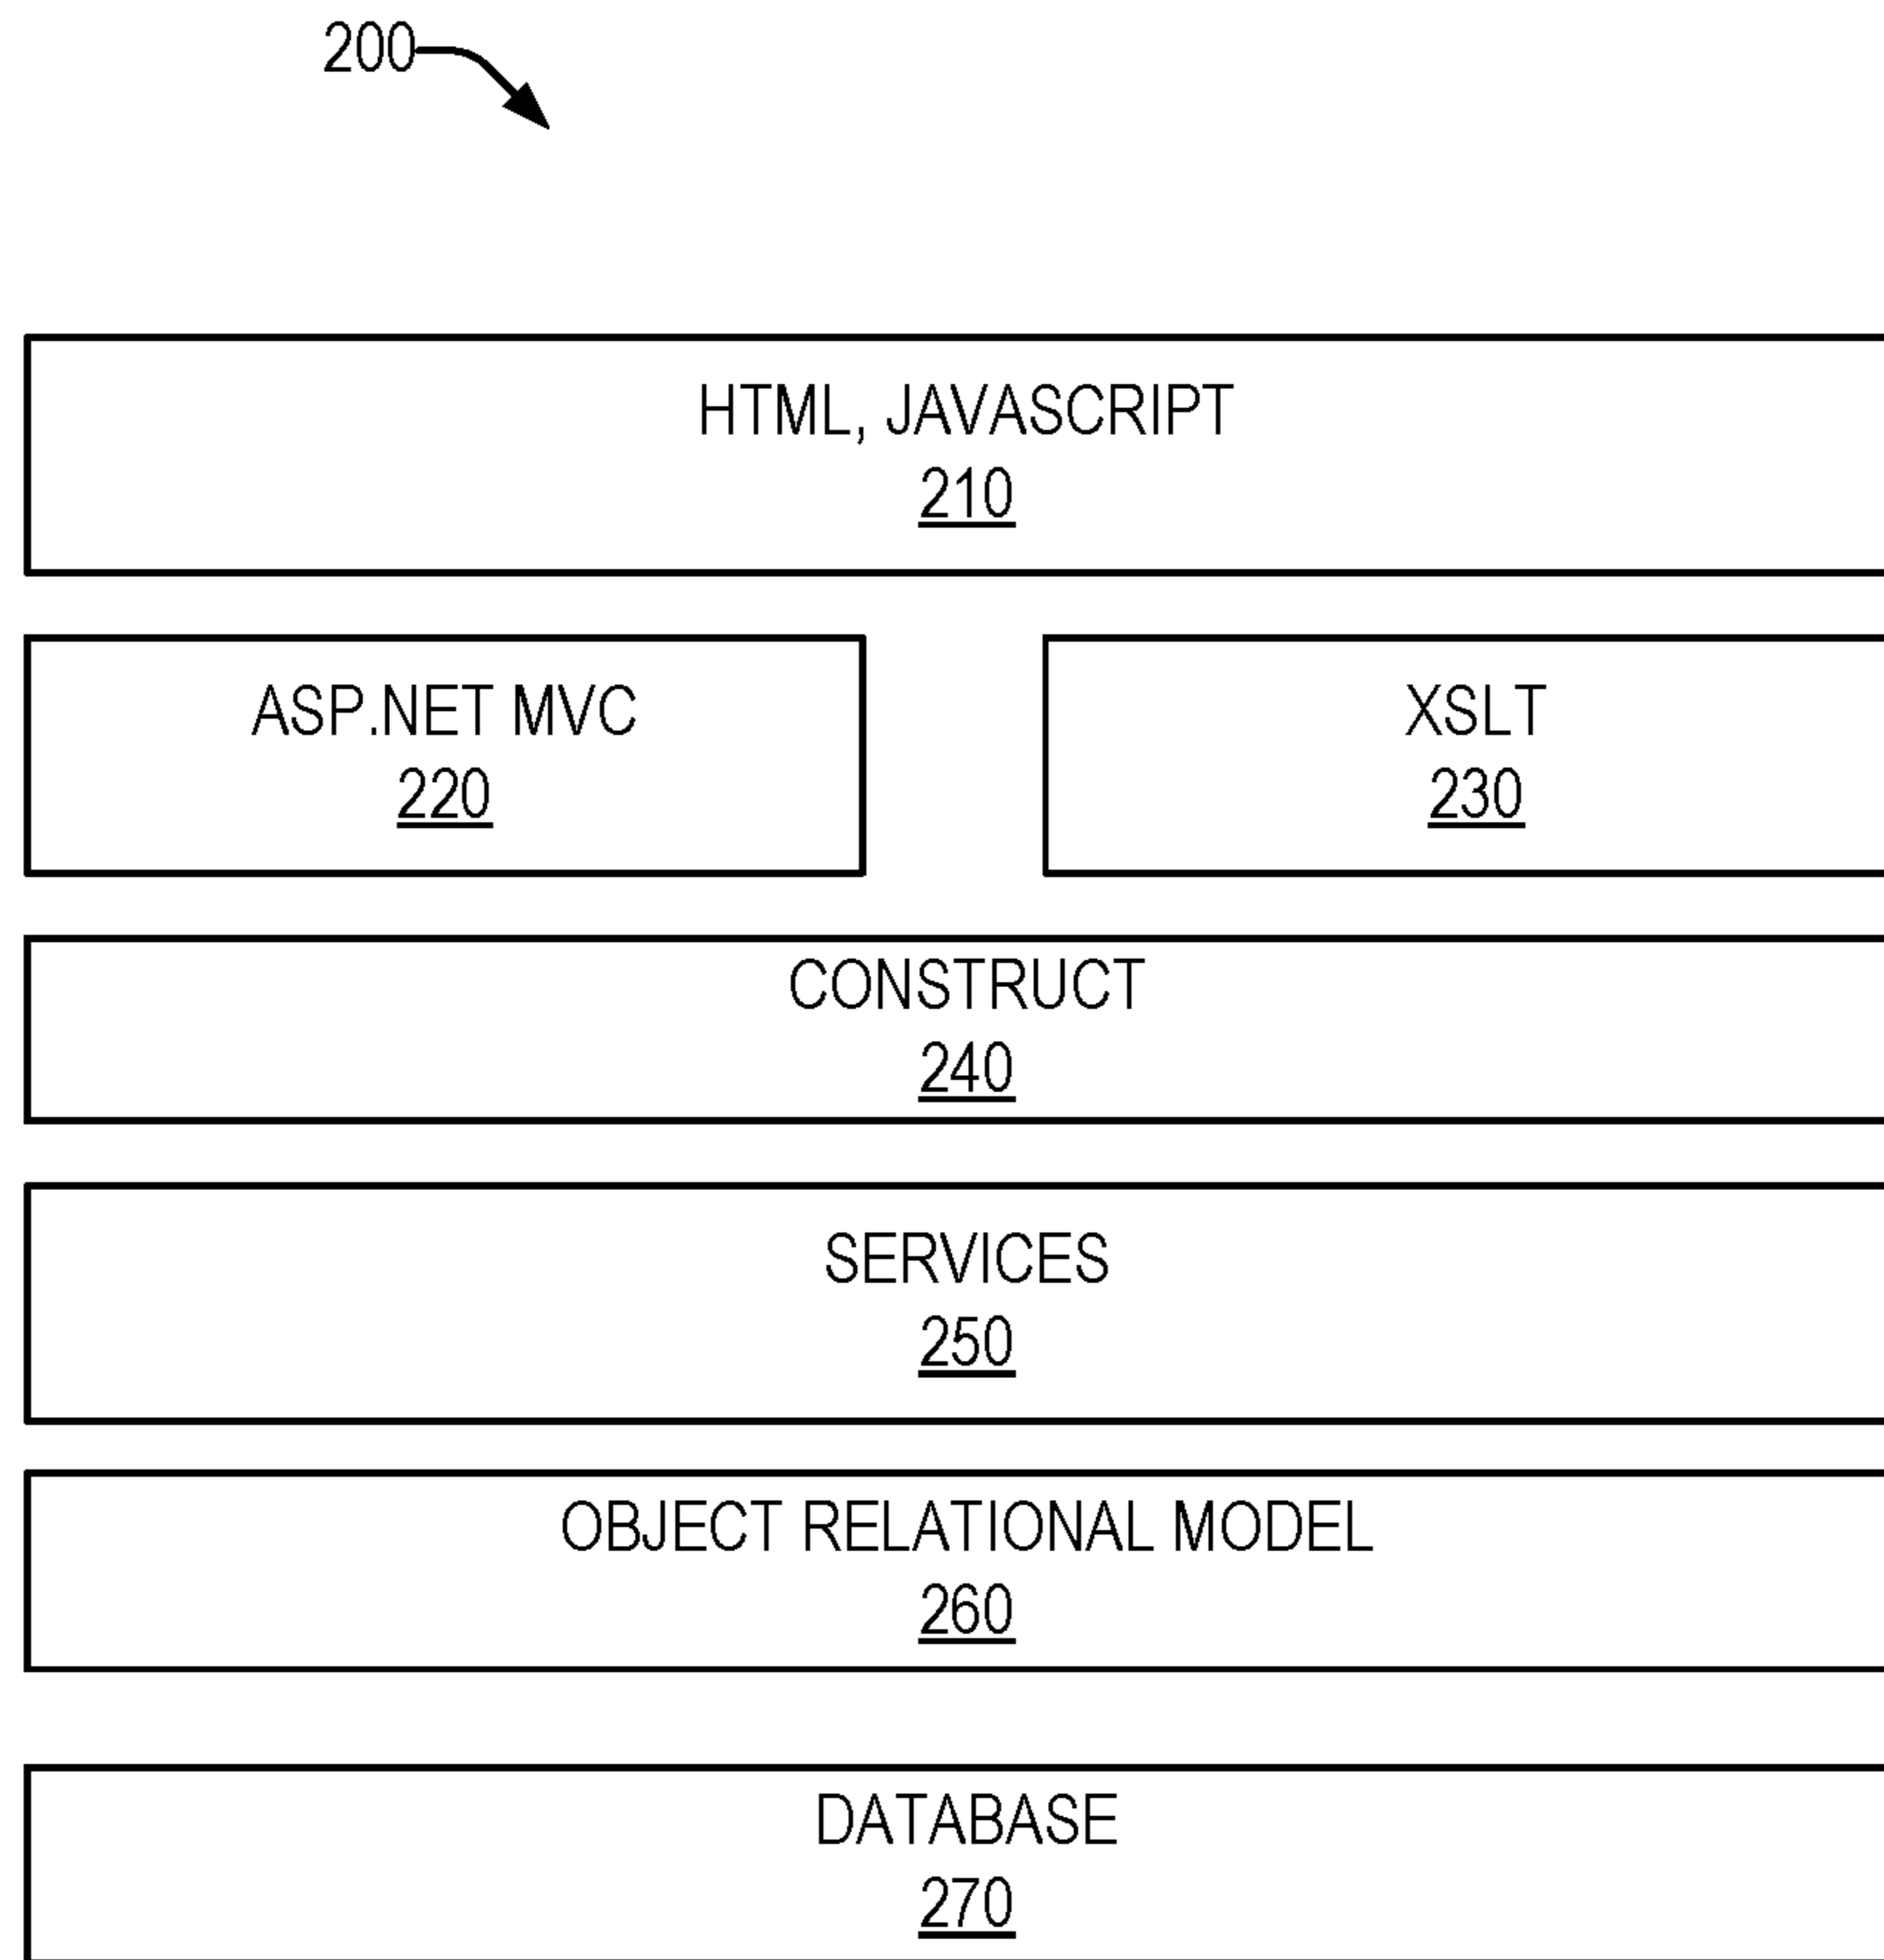 200
HTML, JAVASCRIPT
210
ASP.NET MVC
220
XSLT
230
CONSTRUCT
240
SERVICES
250
OBJECT RELATIONAL MODEL
260
DATABASE
270